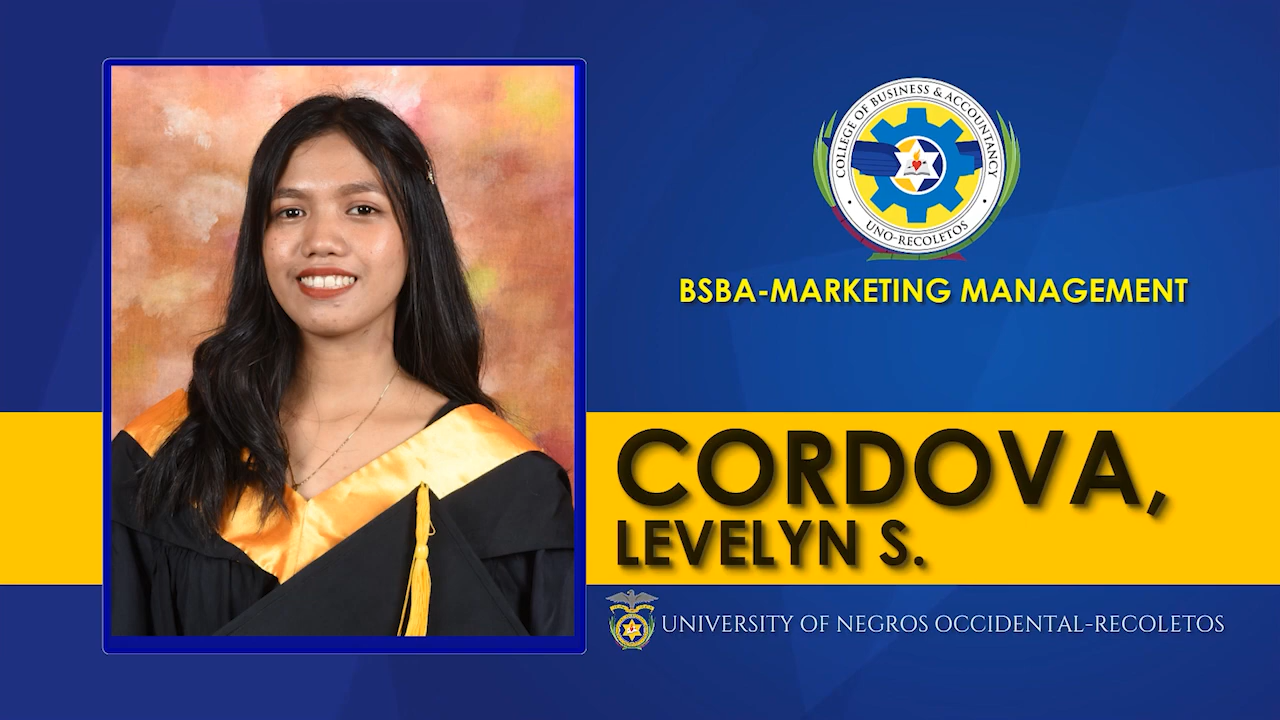 COLLEGE OF BUSINESS & ACCOUNTANCY
UNO-RECOLETOS
BSBA-MARKETING MANAGEMENT
CORDOVA,
LEVELYN S.
UNIVERSITY OF NEGROS OCCIDENTAL-RECOLETOS